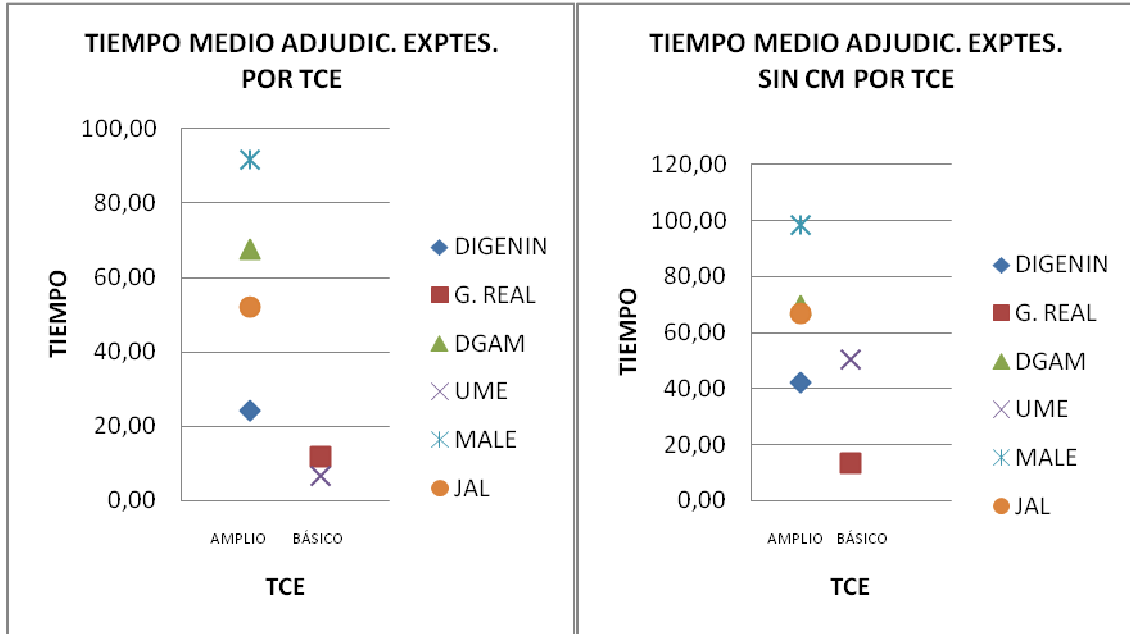 TIEMPO MEDIO ADJUDIC. EXPTES.
POR TCE
100,00
80,00
60,00
40,00
20,00
0,00
TIEMPO
AMPLIO BÁSICO
TCE
DIGENIN
G. REAL
DGAM
UME
MALE
JAL
TIEMPO MEDIO ADJUDIC. EXPTES.
SIN CM POR TCE
120,00
100,00
80,00
60,00
40,00
20,00
0,00
TIEMPO
AMPLIO BÁSICO
TCE
DIGENIN
G. REAL
DGAM
UME
MALE
JAL